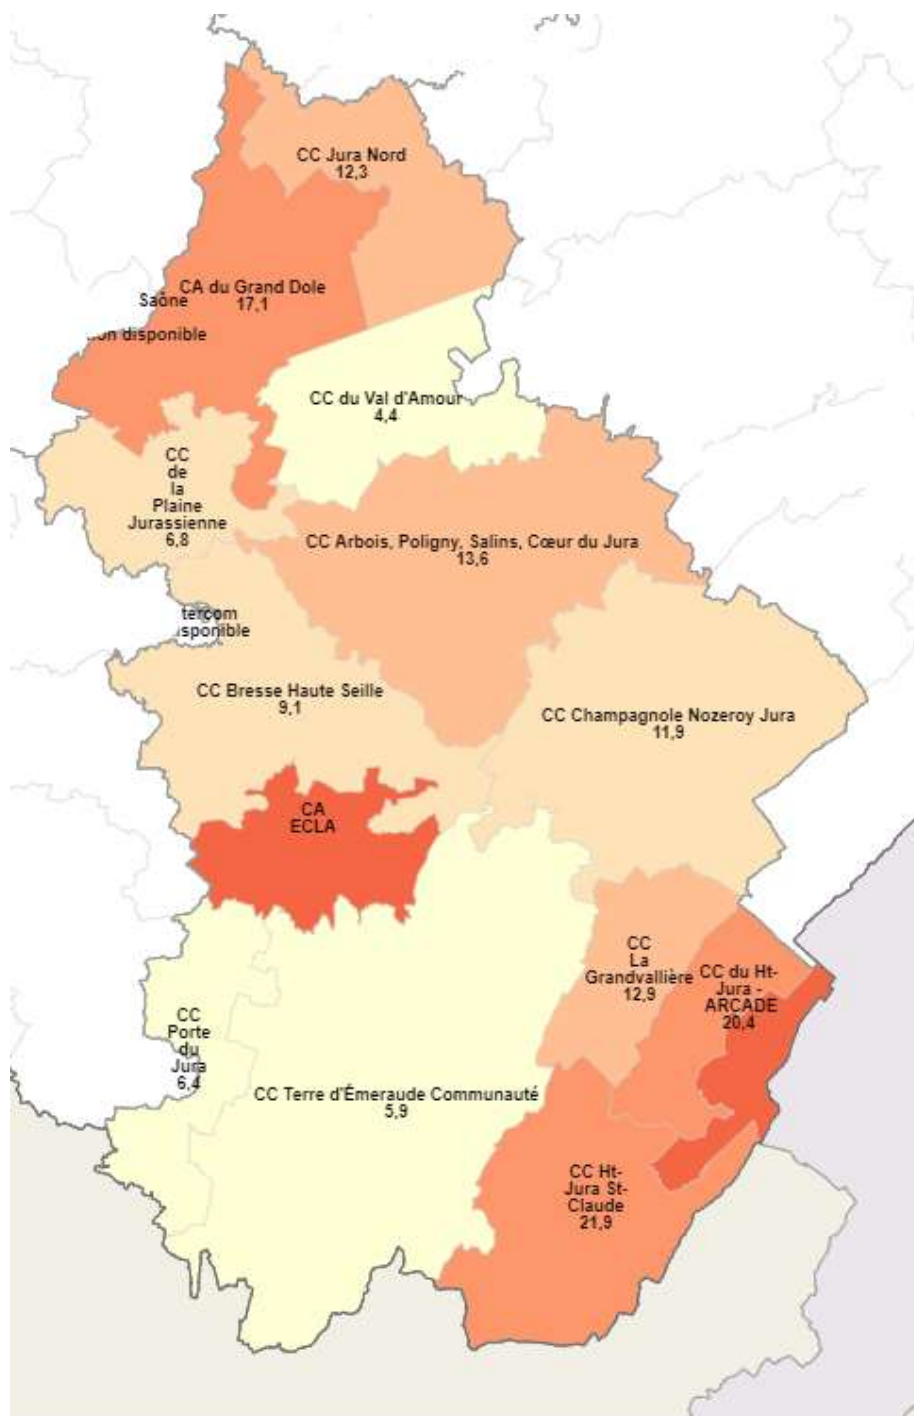 CC Jura Nord
12,3
CA du Grand Dole
17,1
Saône
disponible
CC du Val d'Amour
4,4
CC
de
la
Plaine
Jurassienne
6,8
CC Arbois, Poligny, Salins, Cœur du Jura
13,6
CC Bresse Haute Seille
9,1
CC Champagnole Nozeroy Jura
11,9
CA
ECLA
CC
La
Grandvallière
12,9
CC du Ht-
Jura -
ARCADE
20,4
CC
Porte
du
Jura
6,4
CC Terre d'Émeraude Communauté
5,9
CC Ht-
Jura St-
Claude
21,9